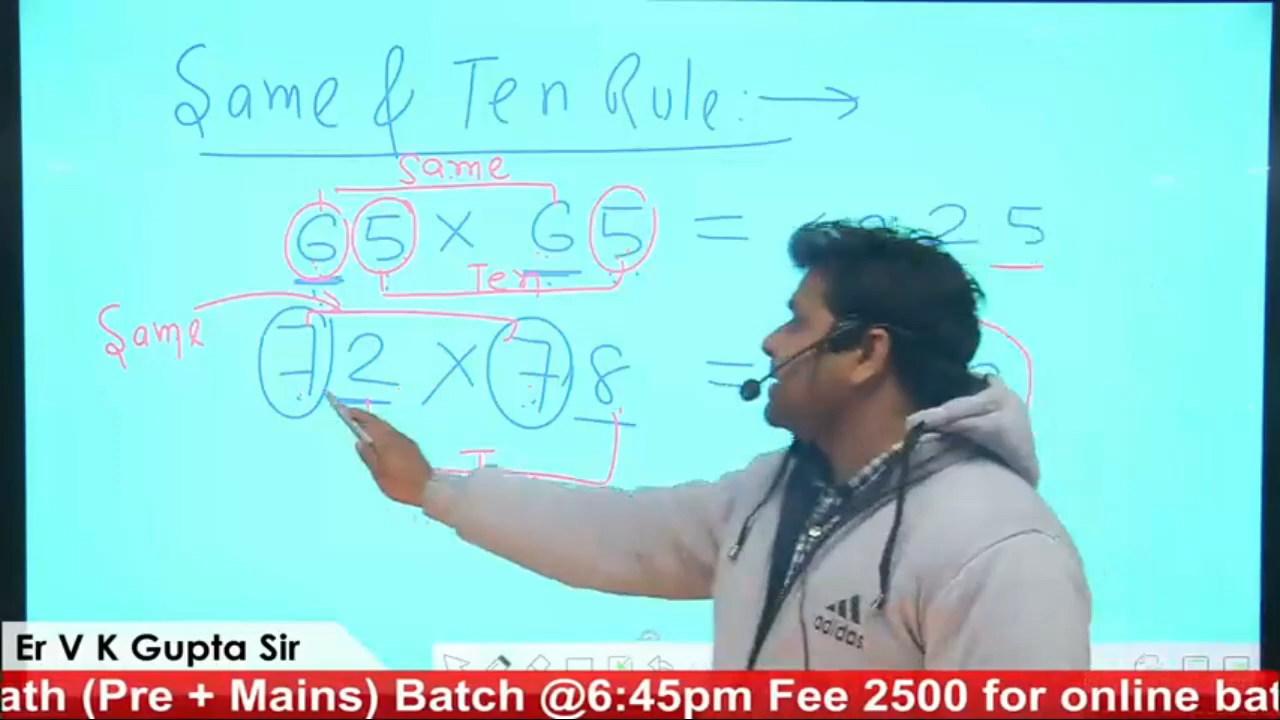 Same & Ten Rule:→
Same
65 × 65 = 25
Ten
Same
72 × 78 =
adidas
Er V K Gupta Sir
ath (Pre + Mains) Batch @6:45pm Fee 2500 for online bat